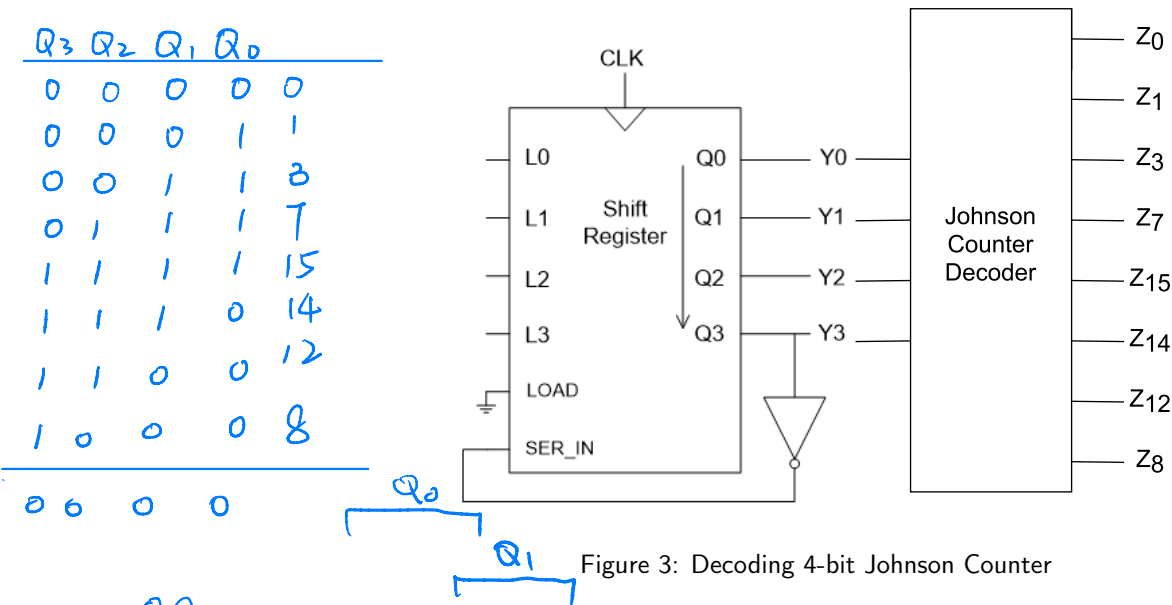 Q3 Q2 Q1 Q0
0 0 0 0 0
0 0 0 1 1
0 0 1 1 3
0 1 1 1 7
1 1 1 1 15
1 1 1 0 14
1 1 0 0 12
1 0 0 0 8
0 0 0 0
Q0
Q1
CLK
L0
L1
L2
L3
LOAD
SER_IN
Shift
Register
Q0
Q1
Q2
Q3
Y0
Y1
Y2
Y3
Johnson
Counter
Decoder
Z0
Z1
Z3
Z7
Z15
Z14
Z12
Z8
Figure 3: Decoding 4-bit Johnson Counter